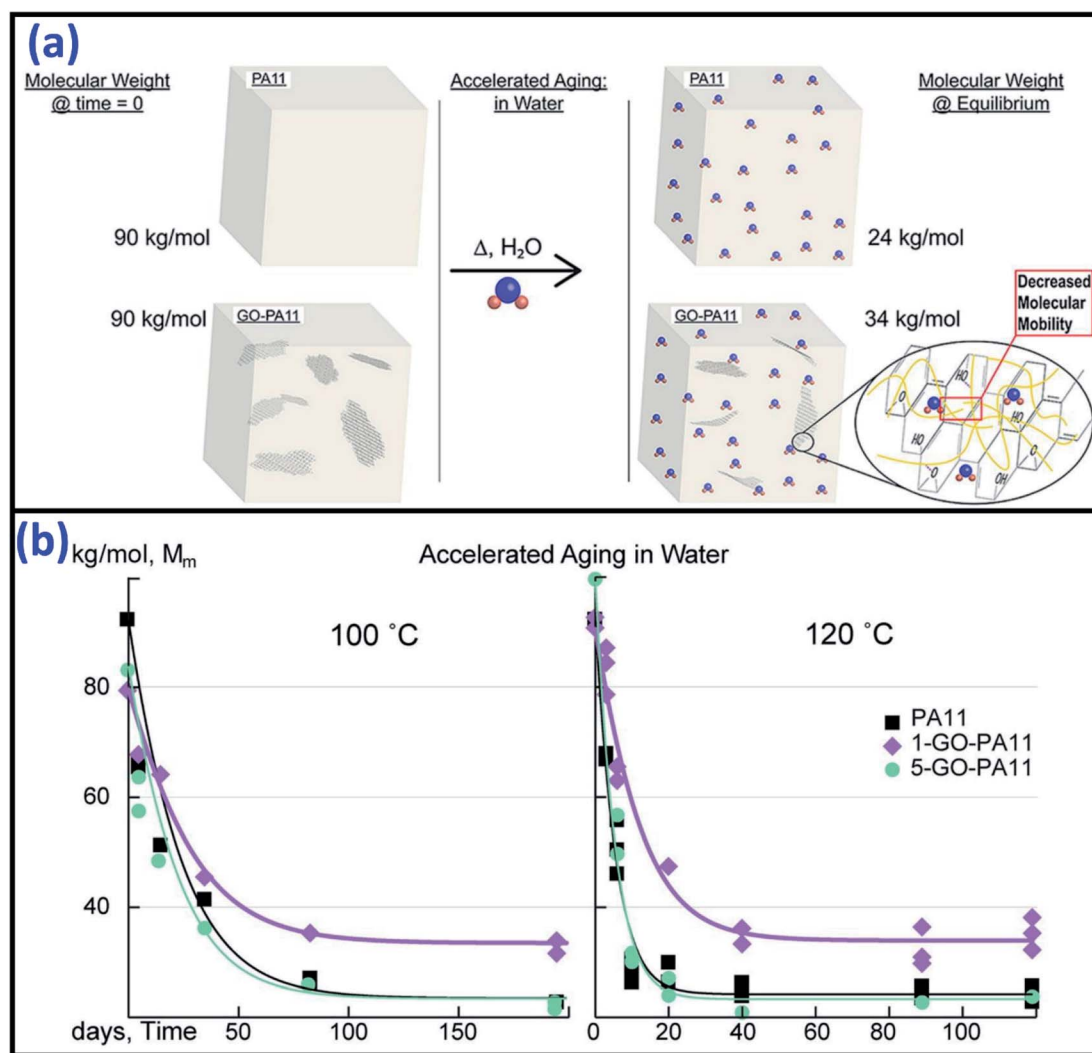 (a)
Molecular Weight
@ time = 0
PA11
Accelerated Aging:
in Water
PA11
Molecular Weight
@ Equilibrium
90 kg/mol
Δ, H₂O
24 kg/mol
90 kg/mol
GO-PA11
GO-PA11
34 kg/mol
Decreased
Molecular
Mobility
HO
O
HO
HO
HO
O
O
OH
(b)
kg/mol, Mₘ
Accelerated Aging in Water
100 ˚C
120 ˚C
80
60
40
PA11
1-GO-PA11
5-GO-PA11
days, Time
50
150
0
20
40
60
80
100